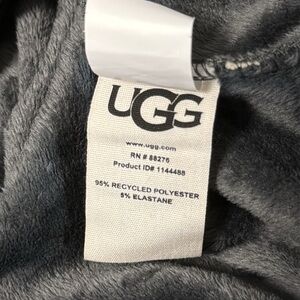 UGG
www.ugg.com
RN # 88276
Product ID# 1144488
95% RECYCLED POLYESTER
5% ELASTANE